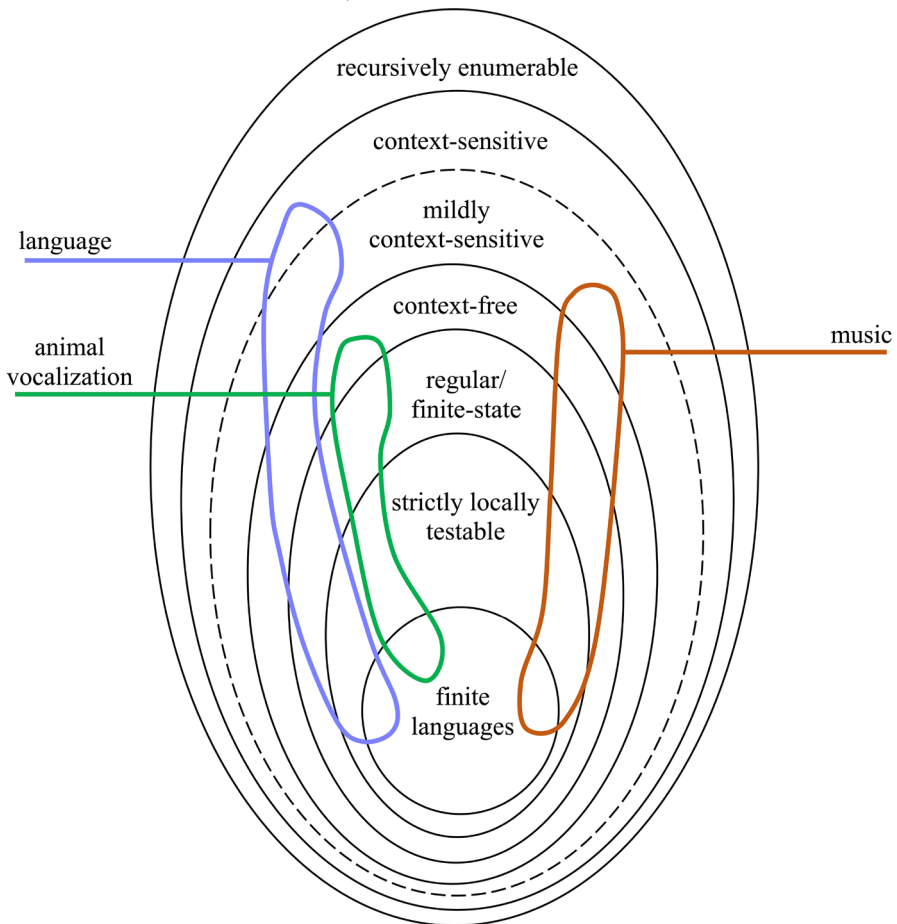 recursively enumerable
context-sensitive
mildly
context-sensitive
language
context-free
music
animal
vocalization
regular/
finite-state
strictly locally
testable
finite
languages